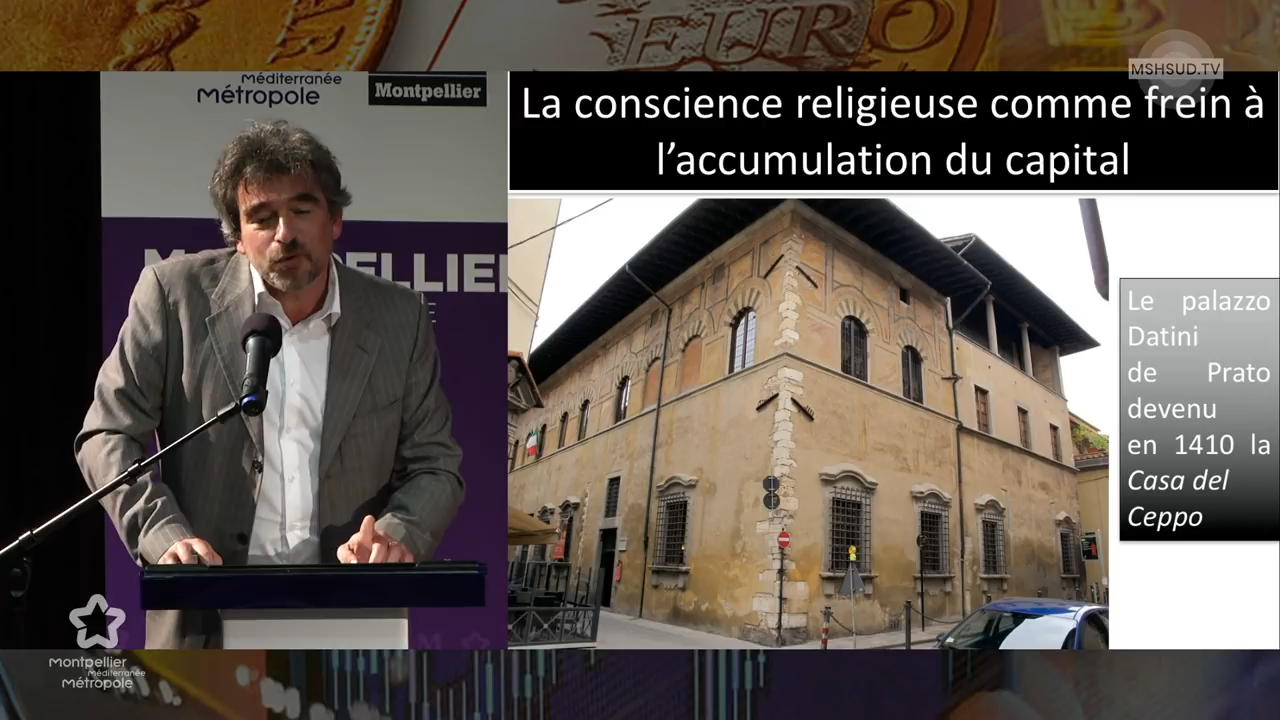 EURO
MSHSUD.TV
Méditerranée
Métropole
Montpellier
La conscience religieuse comme frein à
l’accumulation du capital
Le palazzo
Datini
de Prato
devenu
en 1410 la
Casa del
Ceppo
montpellier
Méditerranée
métropole